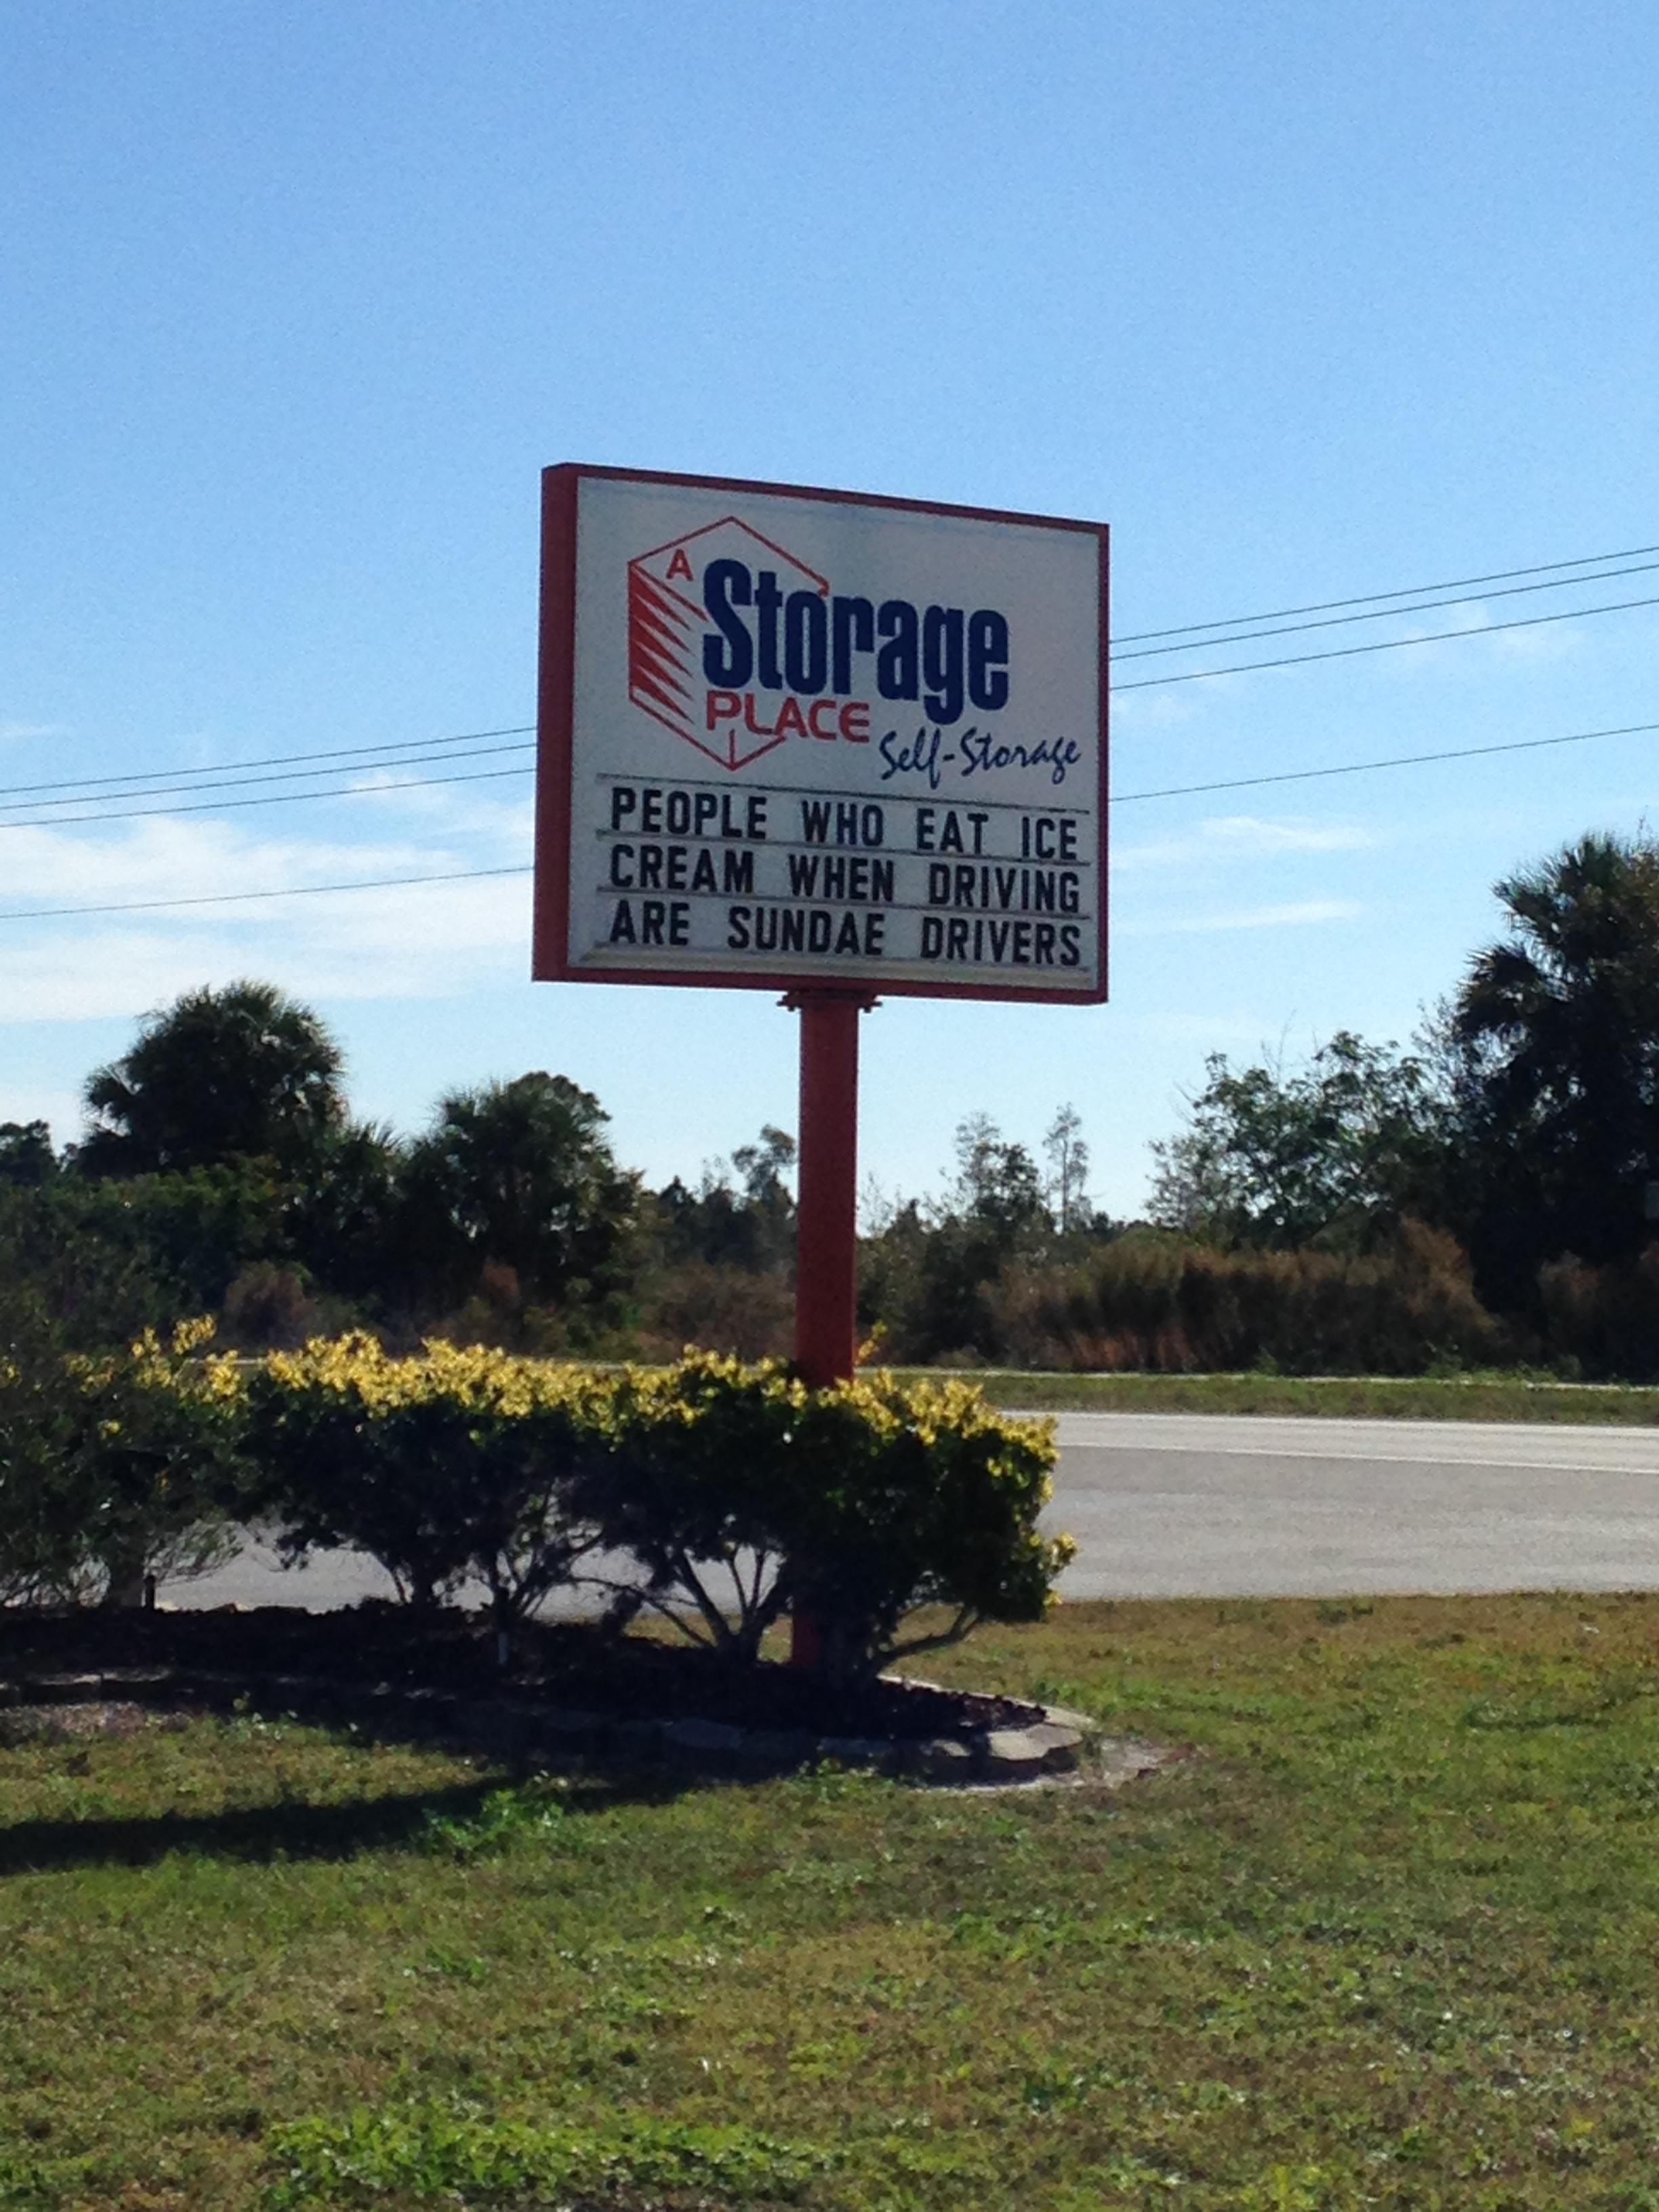 A
Storage
PLACE
Self-Storage
PEOPLE WHO EAT ICE
CREAM WHEN DRIVING
ARE SUNDAE DRIVERS